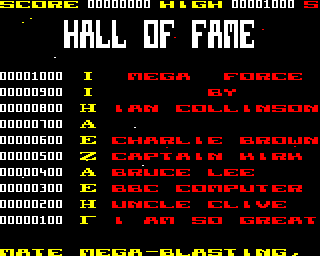 SCORE 00000000 HIGH 00001000 S
HALL OF FAME
00001000 I MEGA FORCE
00000900 I BY
00000800 H IAN COLLINSON
00000700 A
00000600 E CHARLIE BROWN
00000500 Z CAPTAIN KIRK
00000400 A BRUCE LEE
00000300 E BBC COMPUTER
00000200 H UNCLE CLIVE
00000100 Γ I AM SO GREAT
MATE MEGA-BLASTING,